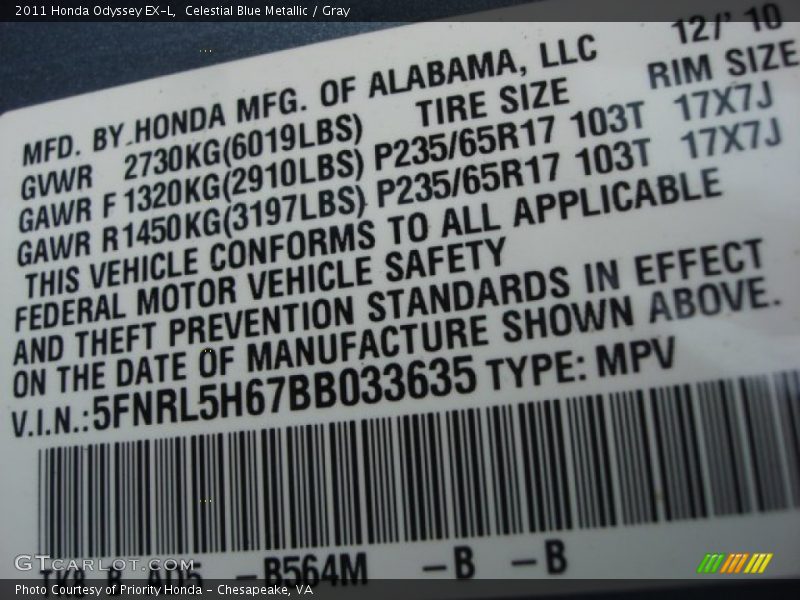 2011 Honda Odyssey EX-L, Celestial Blue Metallic / Gray
12/' 10
MFD. BY HONDA MFG. OF ALABAMA, LLC
GVWR 2730KG(6019LBS) TIRE SIZE RIM SIZE
GAWR F 1320KG(2910LBS) P235/65R17 103T 17X7J
GAWR R1450KG(3197LBS) P235/65R17 103T 17X7J
THIS VEHICLE CONFORMS TO ALL APPLICABLE
FEDERAL MOTOR VEHICLE SAFETY
AND THEFT PREVENTION STANDARDS IN EFFECT
ON THE DATE OF MANUFACTURE SHOWN ABOVE.
V.I.N.:5FNRL5H67BB033635 TYPE: MPV
GTcarlot.com
-B564M -B -B
Photo Courtesy of Priority Honda - Chesapeake, VA